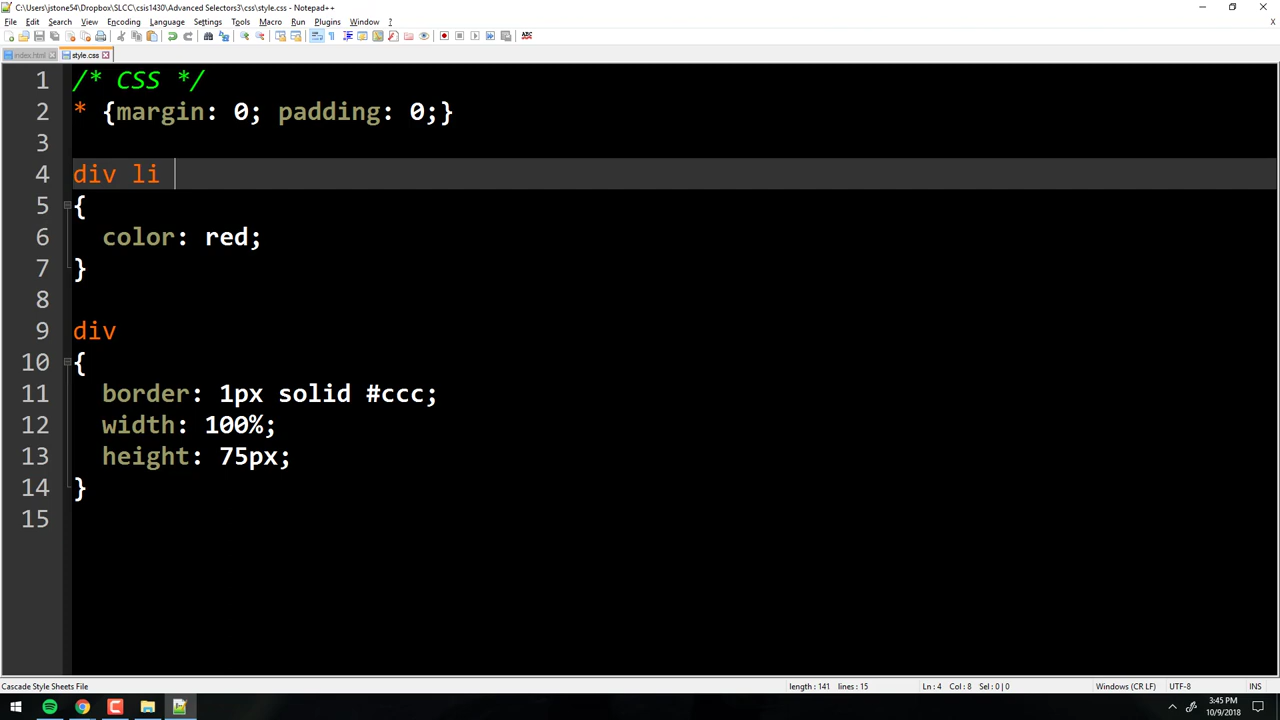 C:\Users\jstone54\Dropbox\SLCC\csis1430\Advanced Selectors3\css\style.css - Notepad++
File Edit Search View Encoding Language Settings Tools Macro Run Plugins Window ?
index.html style.css
1 /* CSS */
2 * {margin: 0; padding: 0;}
3
4 div li
5 {
6 color: red;
7 }
8
9 div
10 {
11 border: 1px solid #ccc;
12 width: 100%;
13 height: 75px;
14 }
15
Cascade Style Sheets File length : 141 lines : 15 Ln : 4 Col : 8 Sel : 0 | 0 Windows (CR LF) UTF-8 INS
3:45 PM
10/9/2018